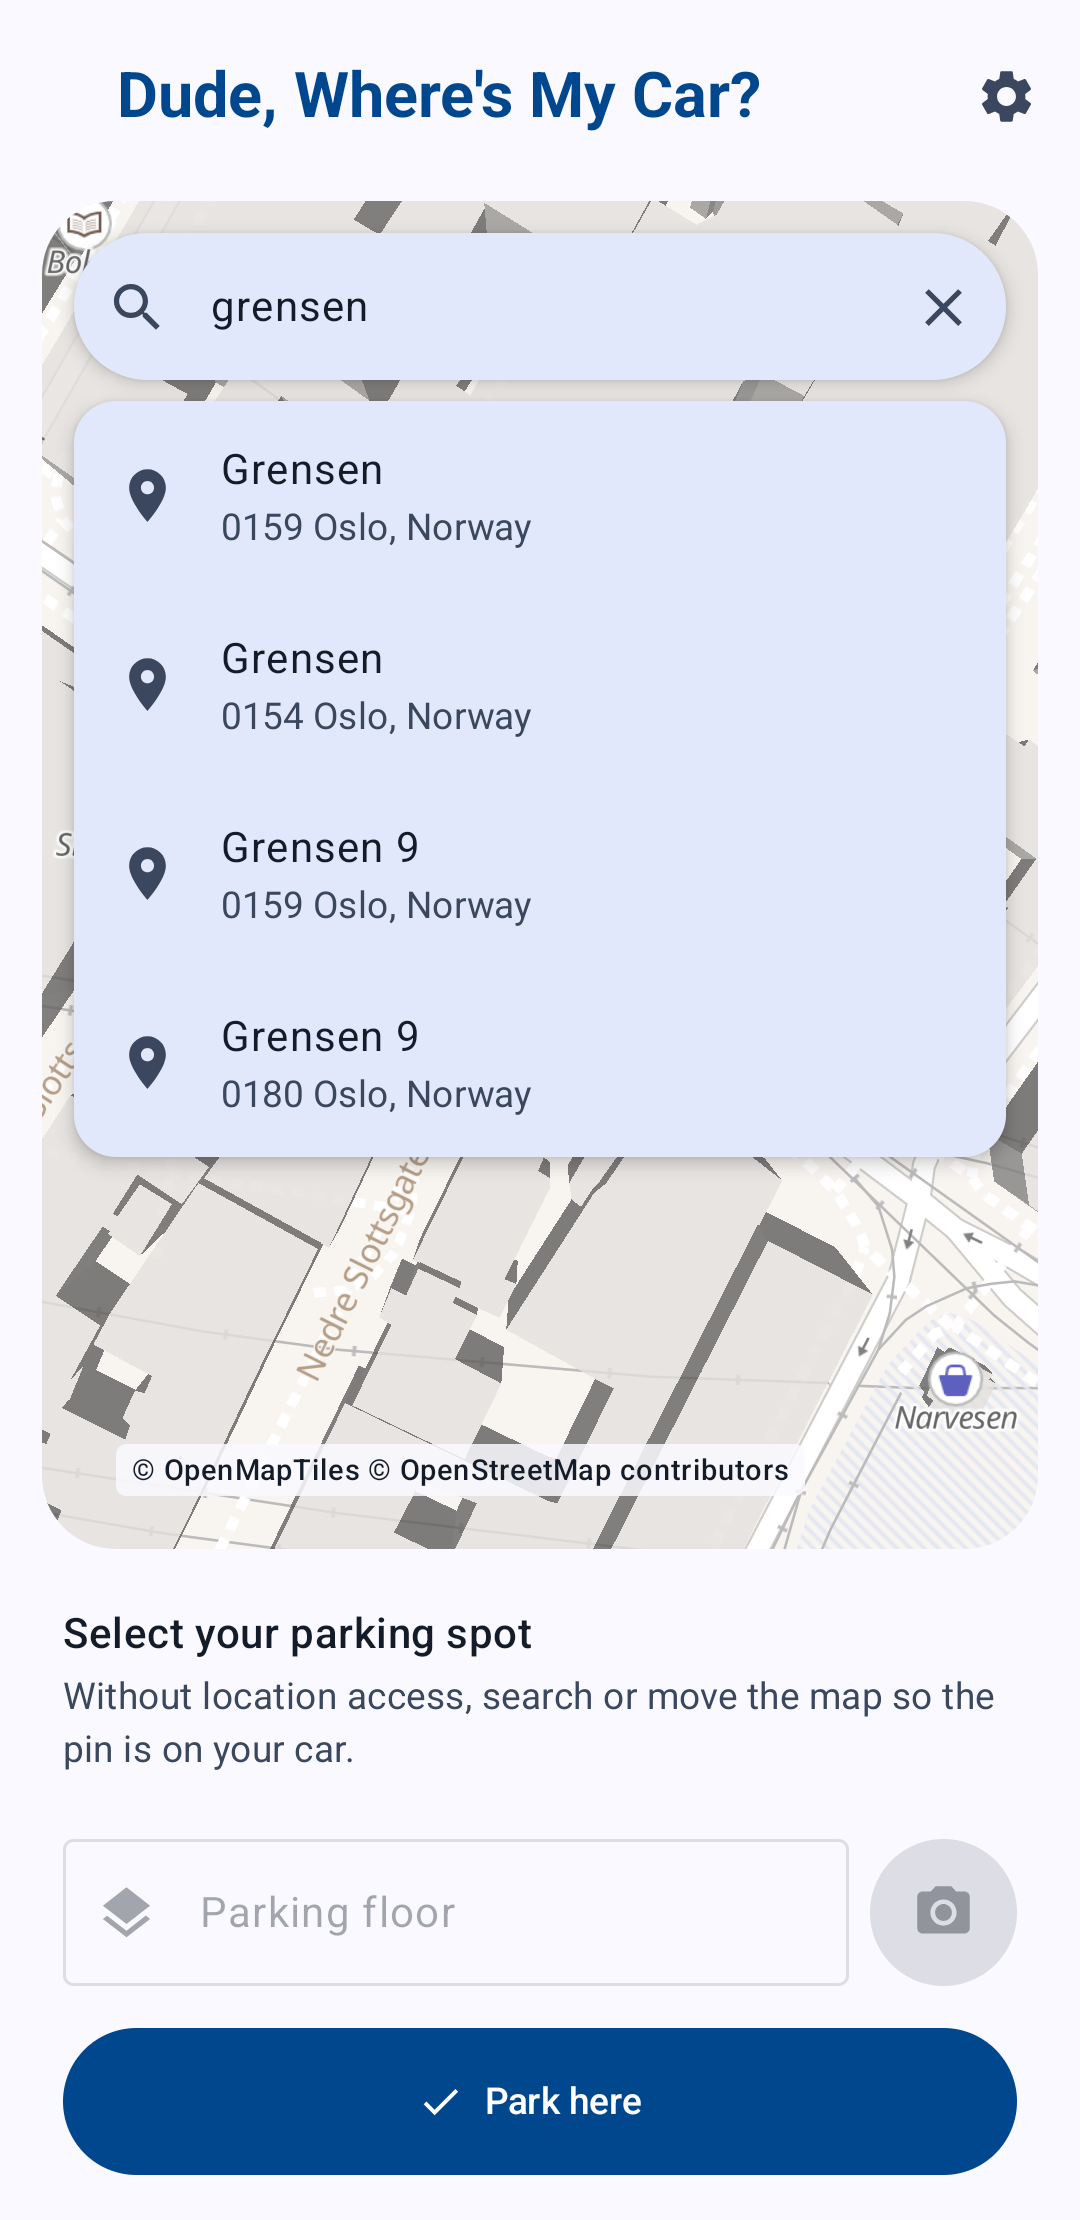 Dude, Where's My Car?
grensen
Grensen
0159 Oslo, Norway
Grensen
0154 Oslo, Norway
Grensen 9
0159 Oslo, Norway
Grensen 9
0180 Oslo, Norway
Nedre Slottsgate
Narvesen
© OpenMapTiles © OpenStreetMap contributors
Select your parking spot
Without location access, search or move the map so the
pin is on your car.
Parking floor
Park here